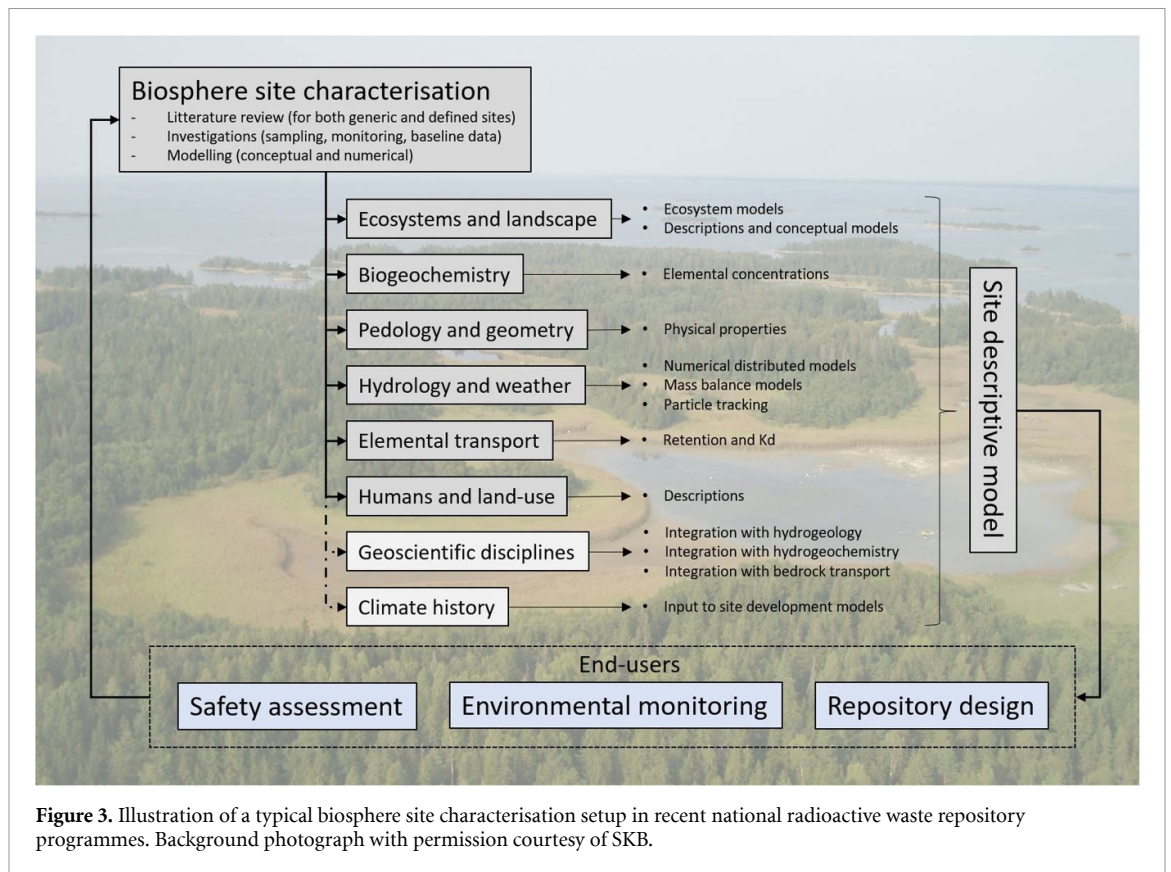 Biosphere site characterisation
- Litterature review (for both generic and defined sites)
- Investigations (sampling, monitoring, baseline data)
- Modelling (conceptual and numerical)
Ecosystems and landscape
• Ecosystem models
• Descriptions and conceptual models
Biogeochemistry
• Elemental concentrations
Pedology and geometry
• Physical properties
Hydrology and weather
• Numerical distributed models
• Mass balance models
• Particle tracking
Elemental transport
• Retention and Kd
Humans and land-use
• Descriptions
Geoscientific disciplines
• Integration with hydrogeology
• Integration with hydrogeochemistry
• Integration with bedrock transport
Climate history
• Input to site development models
Site descriptive model
End-users
Safety assessment
Environmental monitoring
Repository design
Figure 3. Illustration of a typical biosphere site characterisation setup in recent national radioactive waste repository
programmes. Background photograph with permission courtesy of SKB.